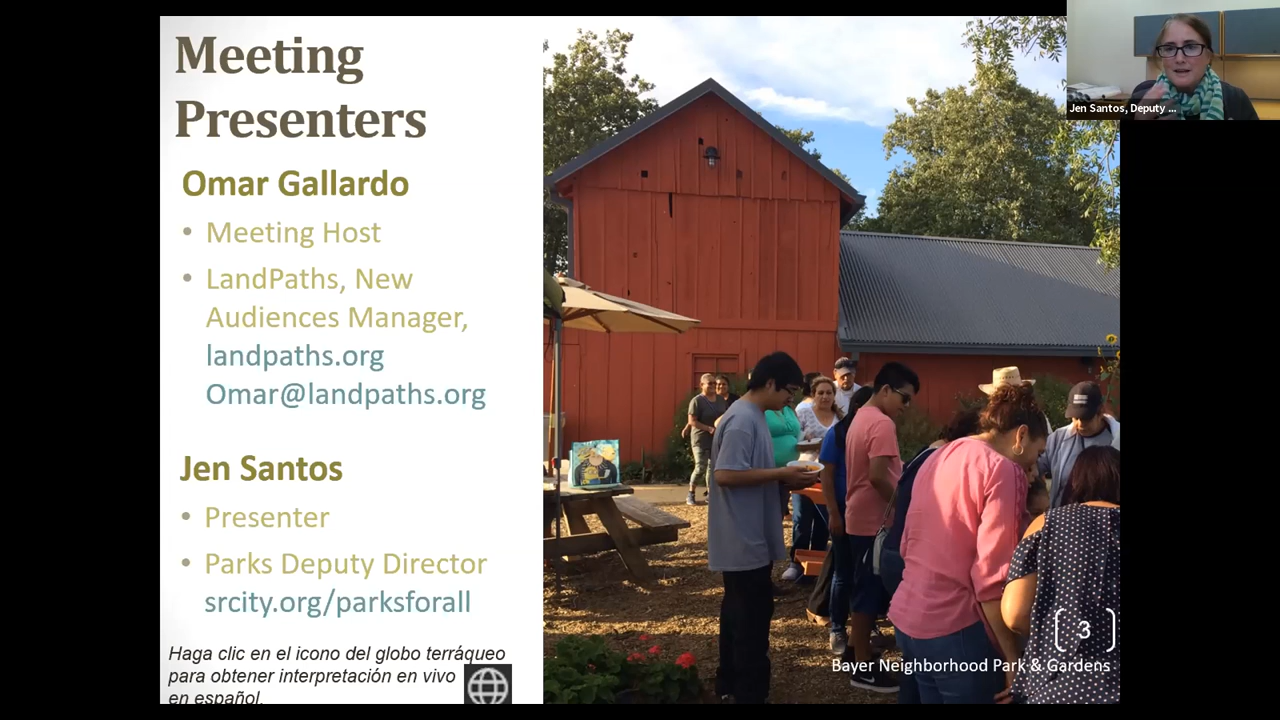 Meeting
Presenters
Omar Gallardo
• Meeting Host
• LandPaths, New
Audiences Manager,
landpaths.org
Omar@landpaths.org
Jen Santos
• Presenter
• Parks Deputy Director
srcity.org/parksforall
Haga clic en el icono del globo terráqueo
para obtener interpretación en vivo
en español.
Jen Santos, Deputy ...
3
Bayer Neighborhood Park & Gardens